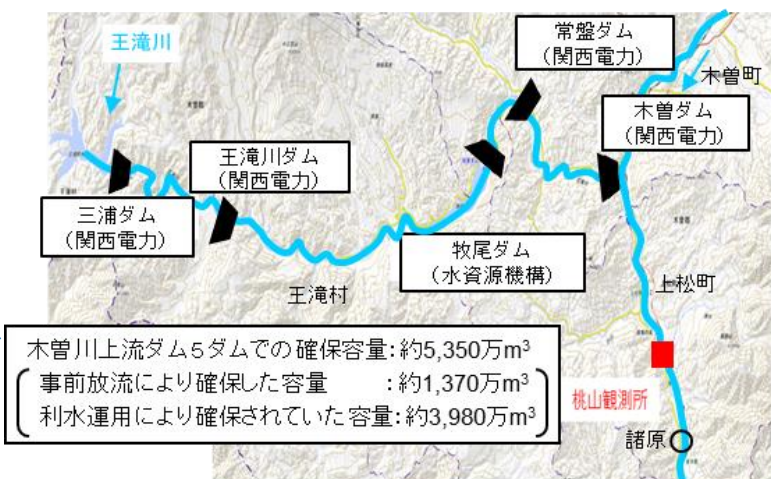 王滝川
常盤ダム
(関西電力)
木曽町
木曽ダム
(関西電力)
王滝川ダム
(関西電力)
三浦ダム
(関西電力)
牧尾ダム
(水資源機構)
王滝村
上松町
木曽川上流ダム5ダムでの確保容量:約5,350万m³
事前放流により確保した容量 :約1,370万m³
利水運用により確保されていた容量:約3,980万m³
桃山観測所
諸原